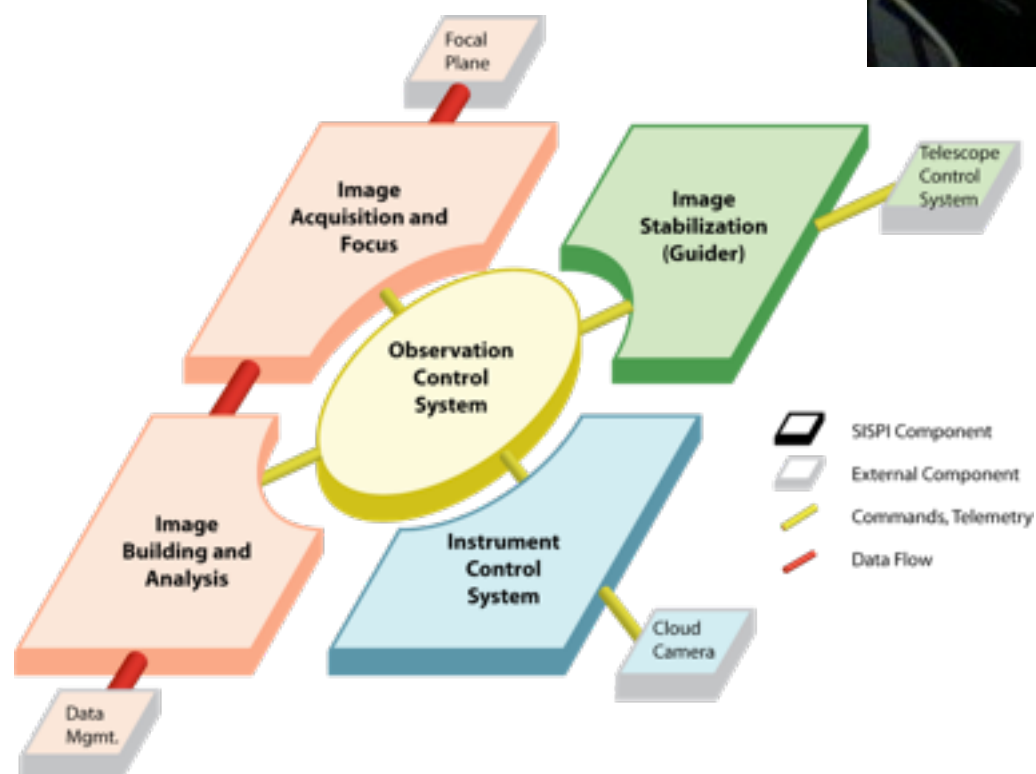 Focal
Plane
Image
Acquisition and
Focus
Image
Stabilization
(Guider)
Telescope
Control
System
Observation
Control
System
Image
Building and
Analysis
Instrument
Control
System
Cloud
Camera
Data
Mgmt.
SISPI Component
External Component
Commands, Telemetry
Data Flow